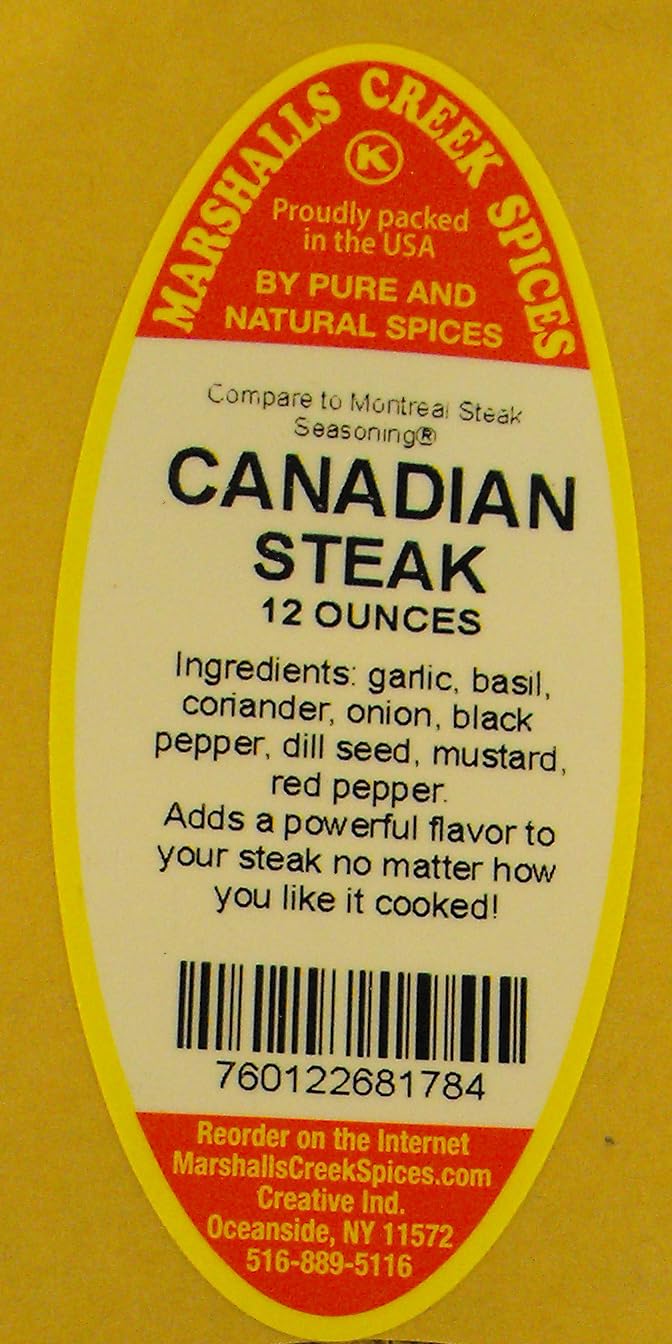 MARSHALLS CREEK SPICES
K
Proudly packed
in the USA
BY PURE AND
NATURAL SPICES
Compare to Montreal Steak
Seasoning®
CANADIAN
STEAK
12 OUNCES
Ingredients: garlic, basil,
coriander, onion, black
pepper, dill seed, mustard,
red pepper.
Adds a powerful flavor to
your steak no matter how
you like it cooked!
760122681784
Reorder on the Internet
MarshallsCreekSpices.com
Creative Ind.
Oceanside, NY 11572
516-889-5116